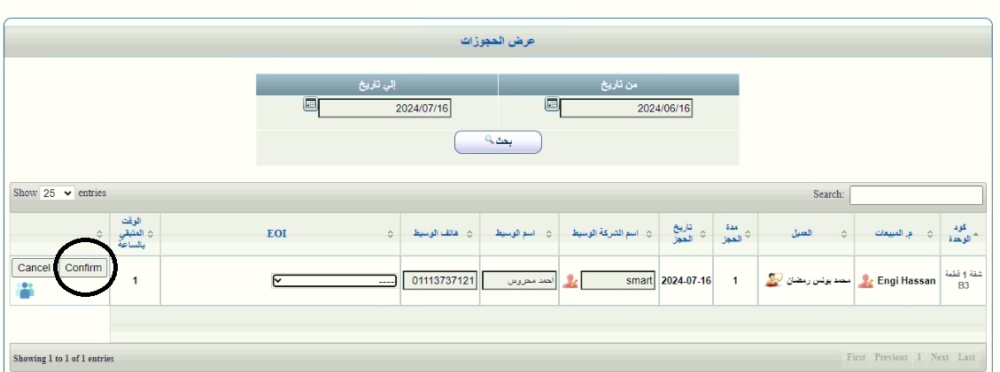 عرض الحجوزات
من تاريخ
إلي تاريخ
2024/06/16
2024/07/16
بحث
Show 25 entries
Search:
كود الوحدة
م. المبيعات
العميل
مدة الحجز
تاريخ الحجز
اسم الشركة الوسيط
اسم الوسيط
هاتف الوسيط
EOI
الوقت المتبقي بالساعة
شقة 1 قطعة B3
Engi Hassan
محمد يونس رمضان
1
2024-07-16
smart
احمد محروس
01113737121
----
1
Cancel Confirm
Showing 1 to 1 of 1 entries
First Previous 1 Next Last